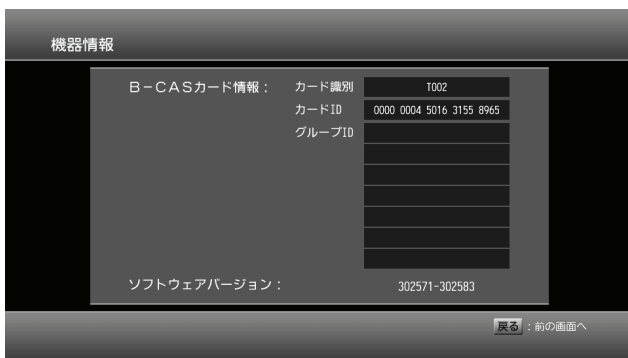 機器情報
B－CASカード情報： カード識別 T002
カードID 0000 0004 5016 3155 8965
グループID
ソフトウェアバージョン： 302571-302583
戻る：前の画面へ